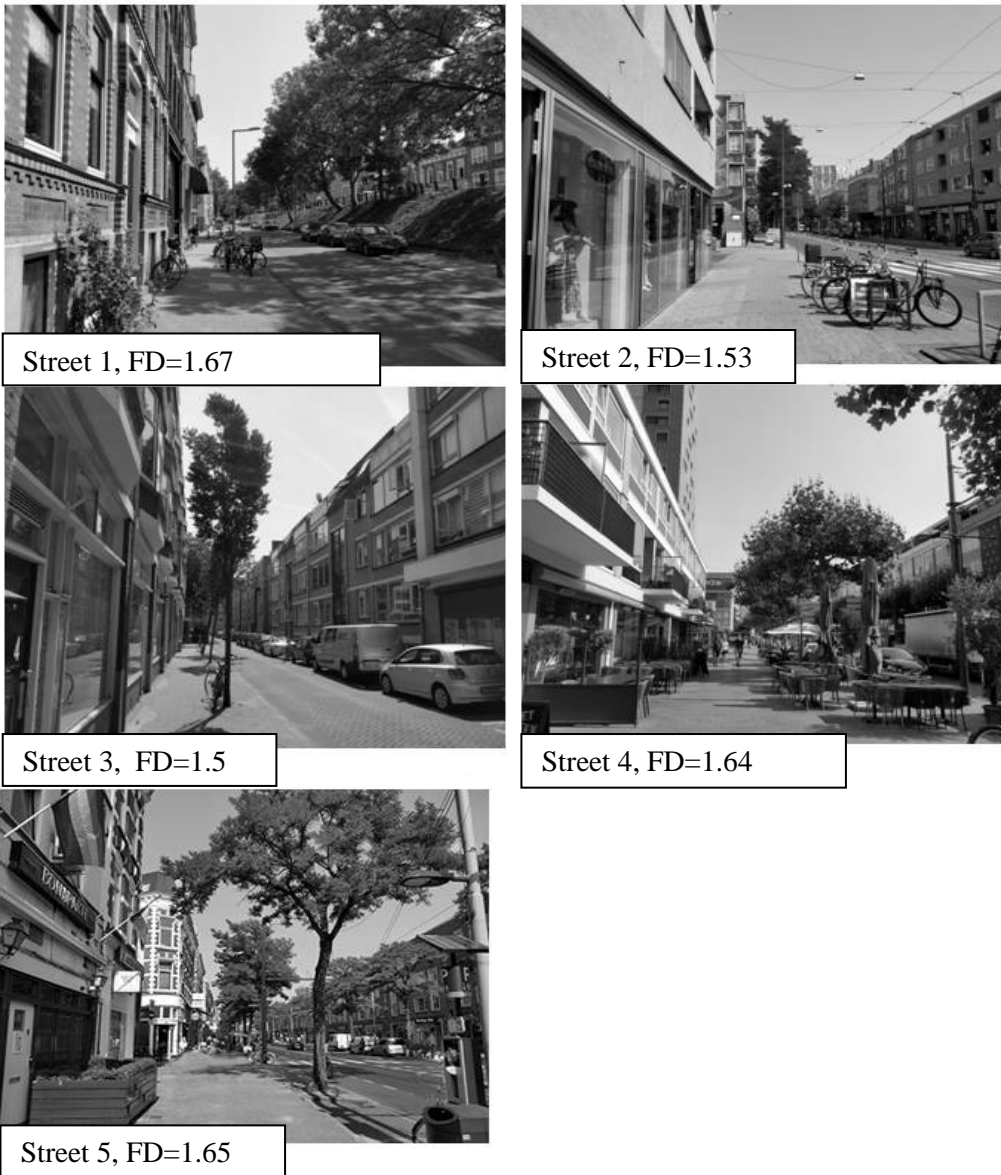 Street 1, FD=1.67
Street 2, FD=1.53
Street 3, FD=1.5
Street 4, FD=1.64
Street 5, FD=1.65